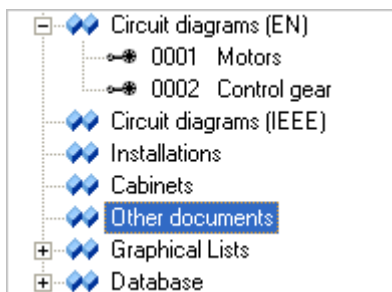 Circuit diagrams (EN)
0001 Motors
0002 Control gear
Circuit diagrams (IEEE)
Installations
Cabinets
Other documents
Graphical Lists
Database